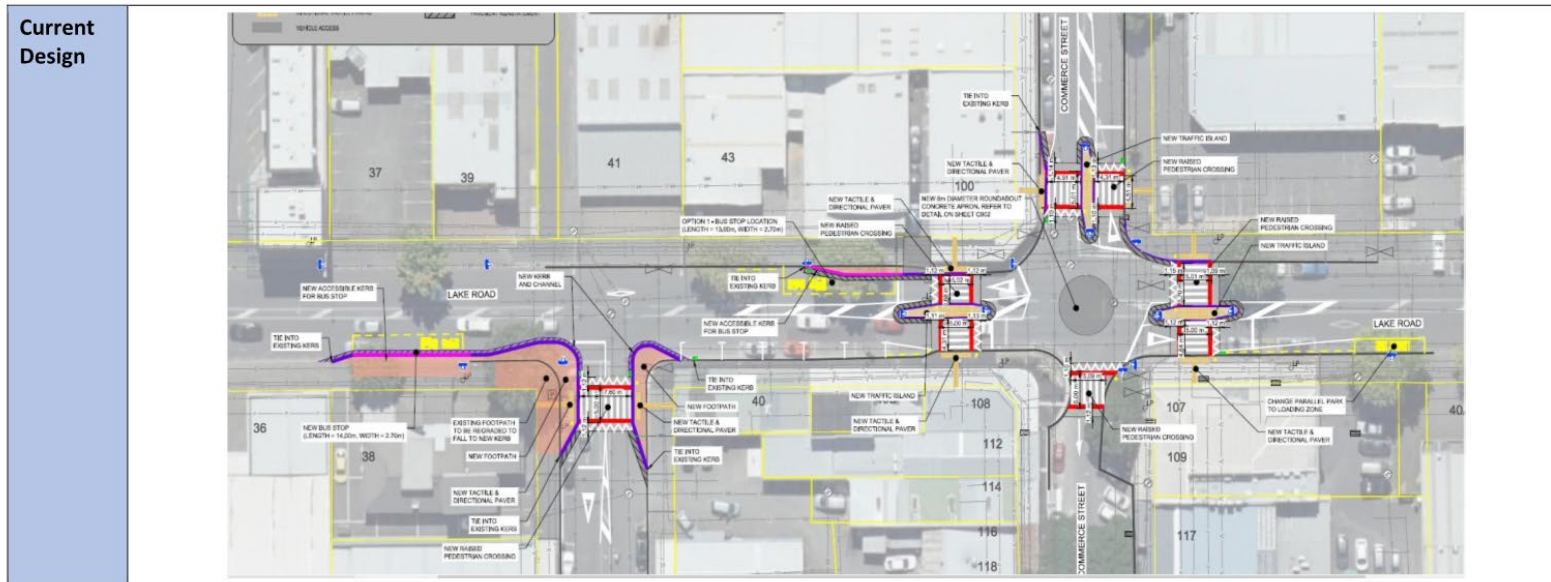 Current
Design
VEHICLE ACCESS
COMMERCE STREET
TIE INTO
EXISTING KERB
NEW TRAFFIC ISLAND
37
39
41
43
100
NEW TACTILE &
DIRECTIONAL PAVER
NEW RAISED
PEDESTRIAN CROSSING
NEW TACTILE &
DIRECTIONAL PAVER
NEW 8m DIAMETER ROUNDABOUT
CONCRETE APRON. REFER TO
DETAIL ON SHEET C902
OPTION 1 = BUS STOP LOCATION
(LENGTH = 13.00m, WIDTH = 2.70m)
NEW RAISED
PEDESTRIAN CROSSING
NEW RAISED
PEDESTRIAN CROSSING
NEW TRAFFIC ISLAND
NEW KERB
AND CHANNEL
TIE INTO
EXISTING KERB
NEW ACCESSIBLE KERB
FOR BUS STOP
LAKE ROAD
NEW ACCESSIBLE KERB
FOR BUS STOP
LAKE ROAD
TIE INTO
EXISTING KERB
TIE INTO
EXISTING KERB
40
NEW TRAFFIC ISLAND
108
107
CHANGE PARALLEL PARK
TO LOADING ZONE
NEW FOOTPATH
NEW TACTILE &
DIRECTIONAL PAVER
NEW TACTILE &
DIRECTIONAL PAVER
NEW RAISED
PEDESTRIAN CROSSING
NEW TACTILE &
DIRECTIONAL PAVER
36
NEW BUS STOP
(LENGTH = 14.00m, WIDTH = 2.70m)
EXISTING FOOTPATH
TO BE REGRADED TO
FALL TO NEW KERB
38
NEW FOOTPATH
TIE INTO
EXISTING KERB
112
109
NEW TACTILE &
DIRECTIONAL PAVER
114
TIE INTO
EXISTING KERB
116
117
NEW RAISED
PEDESTRIAN CROSSING
118
COMMERCE STREET